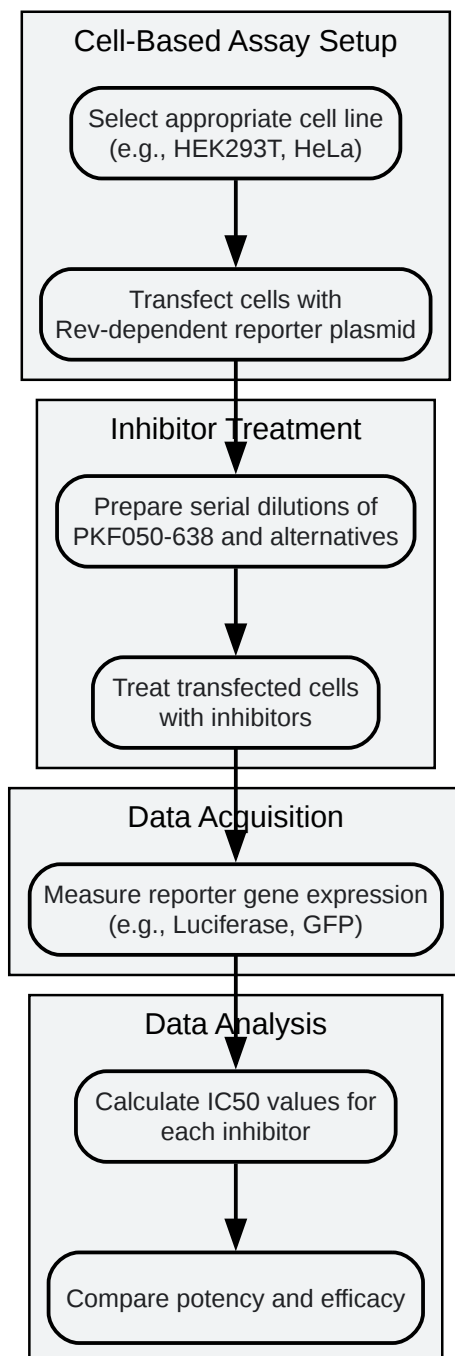 Cell-Based Assay Setup
Select appropriate cell line
(e.g., HEK293T, HeLa)
Transfect cells with
Rev-dependent reporter plasmid
Inhibitor Treatment
Prepare serial dilutions of
PKF050-638 and alternatives
Treat transfected cells
with inhibitors
Data Acquisition
Measure reporter gene expression
(e.g., Luciferase, GFP)
Data Analysis
Calculate IC50 values for
each inhibitor
Compare potency and efficacy